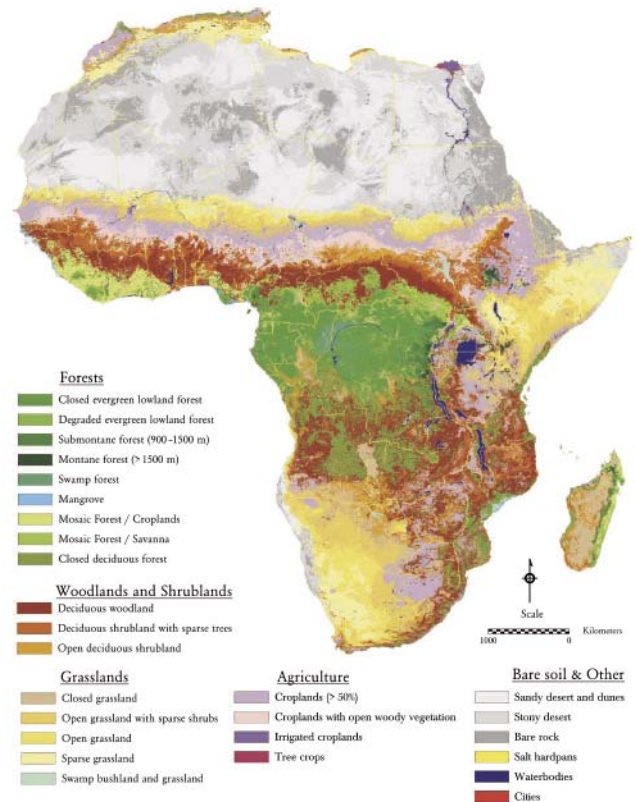 Forests
Closed evergreen lowland forest
Degraded evergreen lowland forest
Submontane forest (900-1500 m)
Montane forest (>1500 m)
Swamp forest
Mangrove
Mosaic Forest / Croplands
Mosaic Forest / Savanna
Closed deciduous forest
Woodlands and Shrublands
Deciduous woodland
Deciduous shrubland with sparse trees
Open deciduous shrubland
Grasslands
Closed grassland
Open grassland with sparse shrubs
Open grassland
Sparse grassland
Swamp bushland and grassland
Agriculture
Croplands (> 50%)
Croplands with open woody vegetation
Irrigated croplands
Tree crops
Scale
1000 0 Kilometers
Bare soil & Other
Sandy desert and dunes
Stony desert
Bare rock
Salt hardpans
Waterbodies
Cities